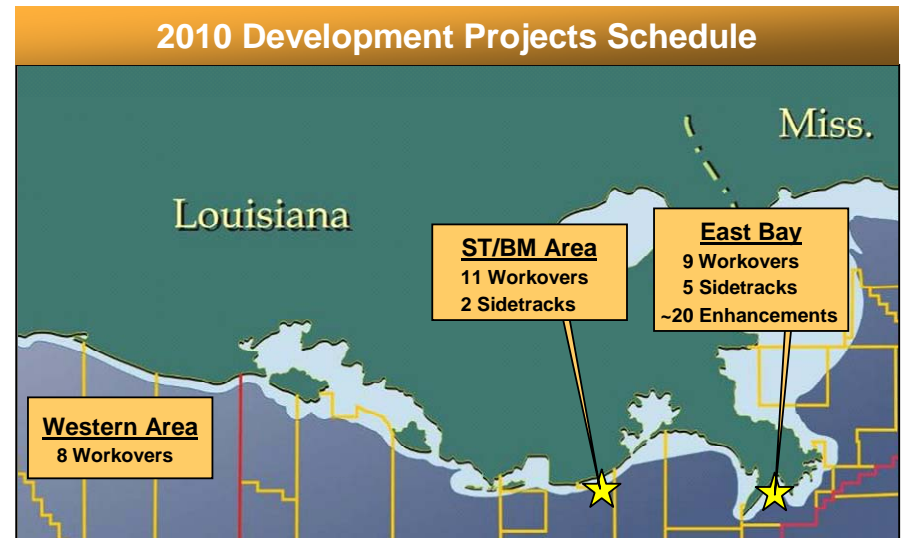 2010 Development Projects Schedule
Miss.
Louisiana
ST/BM Area
11 Workovers
2 Sidetracks
East Bay
9 Workovers
5 Sidetracks
~20 Enhancements
Western Area
8 Workovers